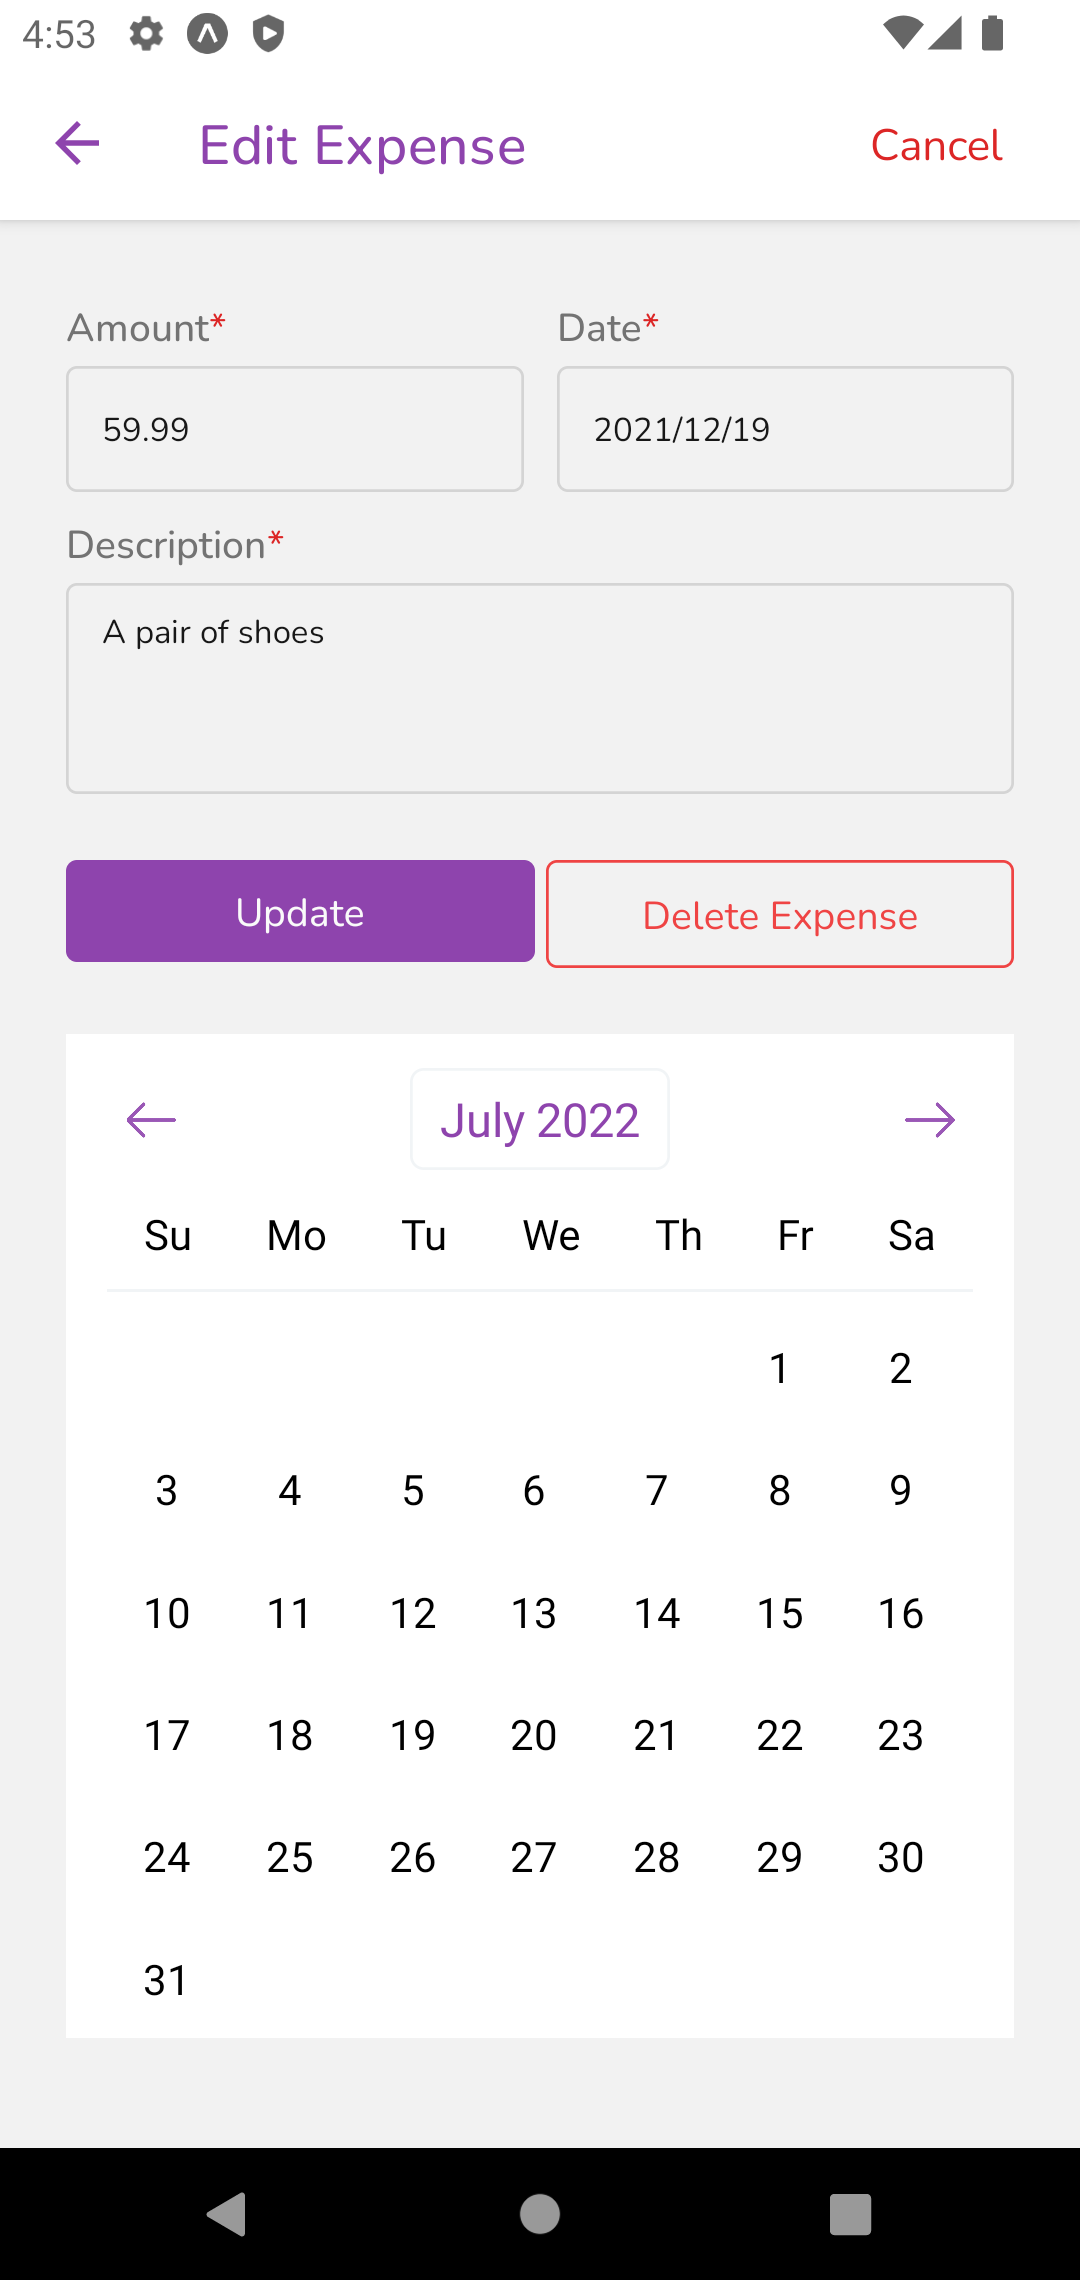 4:53
Edit Expense Cancel
Amount* Date*
59.99 2021/12/19
Description*
A pair of shoes
Update Delete Expense
July 2022
Su Mo Tu We Th Fr Sa
1 2
3 4 5 6 7 8 9
10 11 12 13 14 15 16
17 18 19 20 21 22 23
24 25 26 27 28 29 30
31